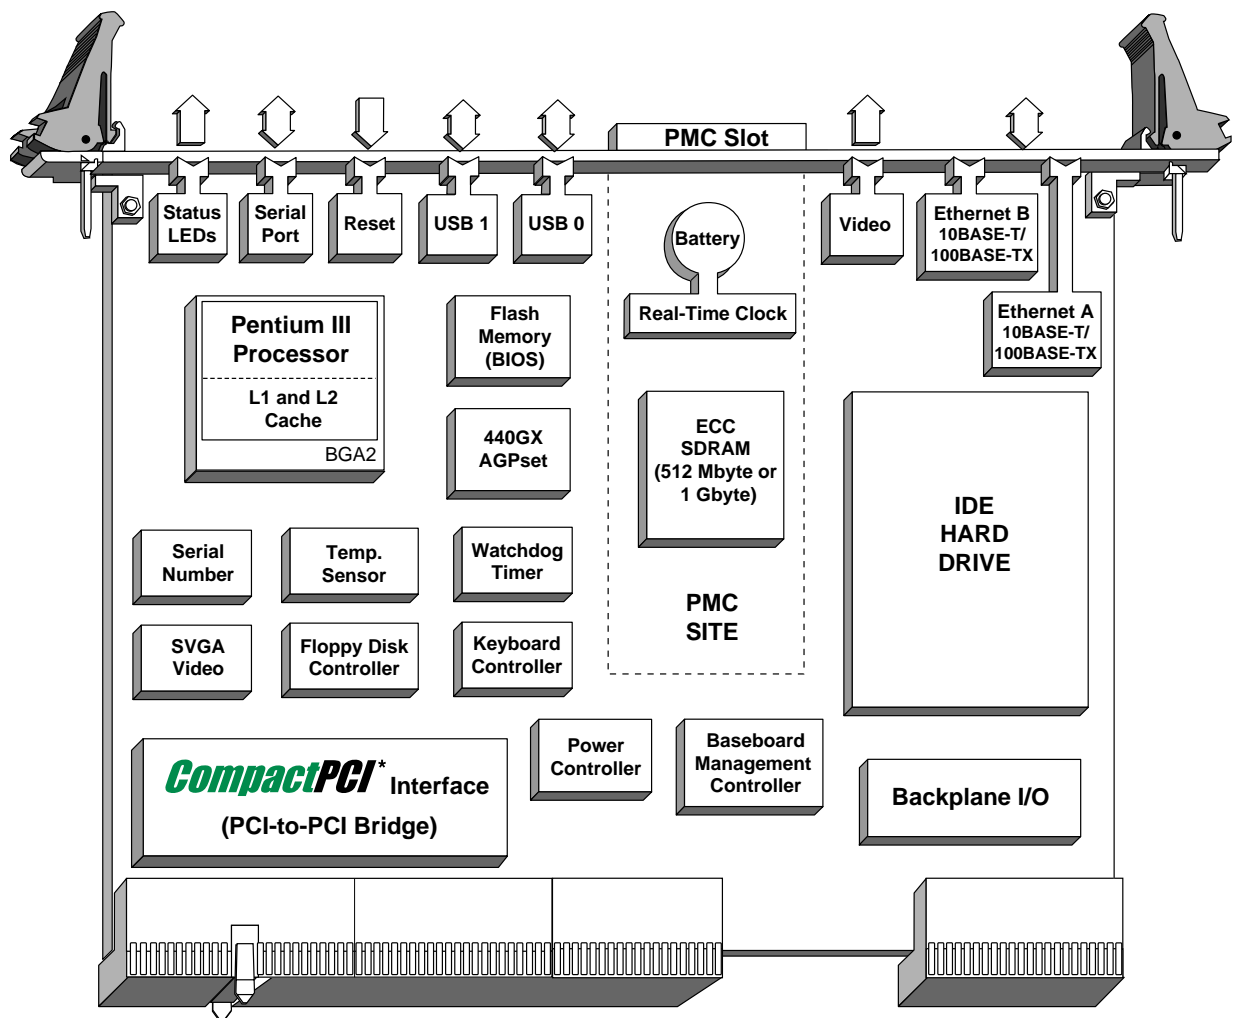 PMC Slot
Status
LEDs
Serial
Port
Reset
USB 1
USB 0
Battery
Real-Time Clock
Video
Ethernet B
10BASE-T/
100BASE-TX
Ethernet A
10BASE-T/
100BASE-TX
Pentium III
Processor
L1 and L2
Cache
BGA2
Flash
Memory
(BIOS)
440GX
AGPset
ECC
SDRAM
(512 Mbyte or
1 Gbyte)
IDE
HARD
DRIVE
Serial
Number
Temp.
Sensor
Watchdog
Timer
PMC
SITE
SVGA
Video
Floppy Disk
Controller
Keyboard
Controller
CompactPCI* Interface
(PCI-to-PCI Bridge)
Power
Controller
Baseboard
Management
Controller
Backplane I/O